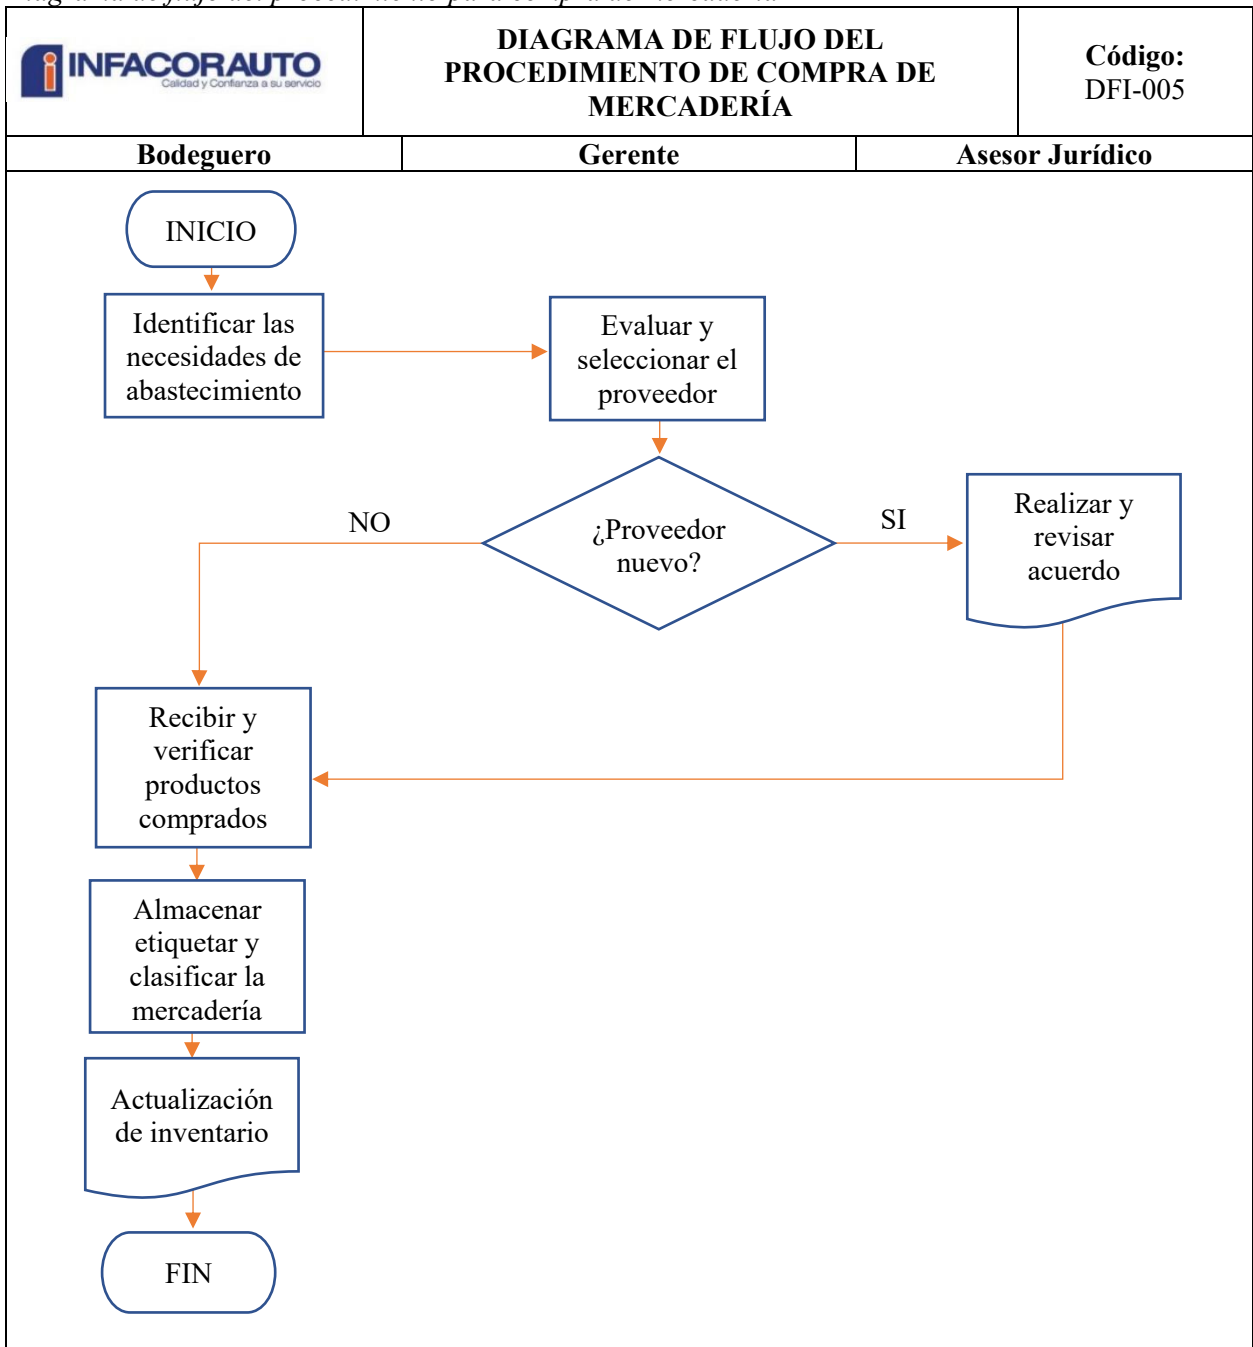 INFACORAUTO
Calidad y Confianza a su servicio
DIAGRAMA DE FLUJO DEL
PROCEDIMIENTO DE COMPRA DE
MERCADERÍA
Código:
DFI-005
Bodeguero
Gerente
Asesor Jurídico
INICIO
Identificar las
necesidades de
abastecimiento
Evaluar y
seleccionar el
proveedor
NO
¿Proveedor
nuevo?
SI
Realizar y
revisar
acuerdo
Recibir y
verificar
productos
comprados
Almacenar
etiquetar y
clasificar la
mercadería
Actualización
de inventario
FIN